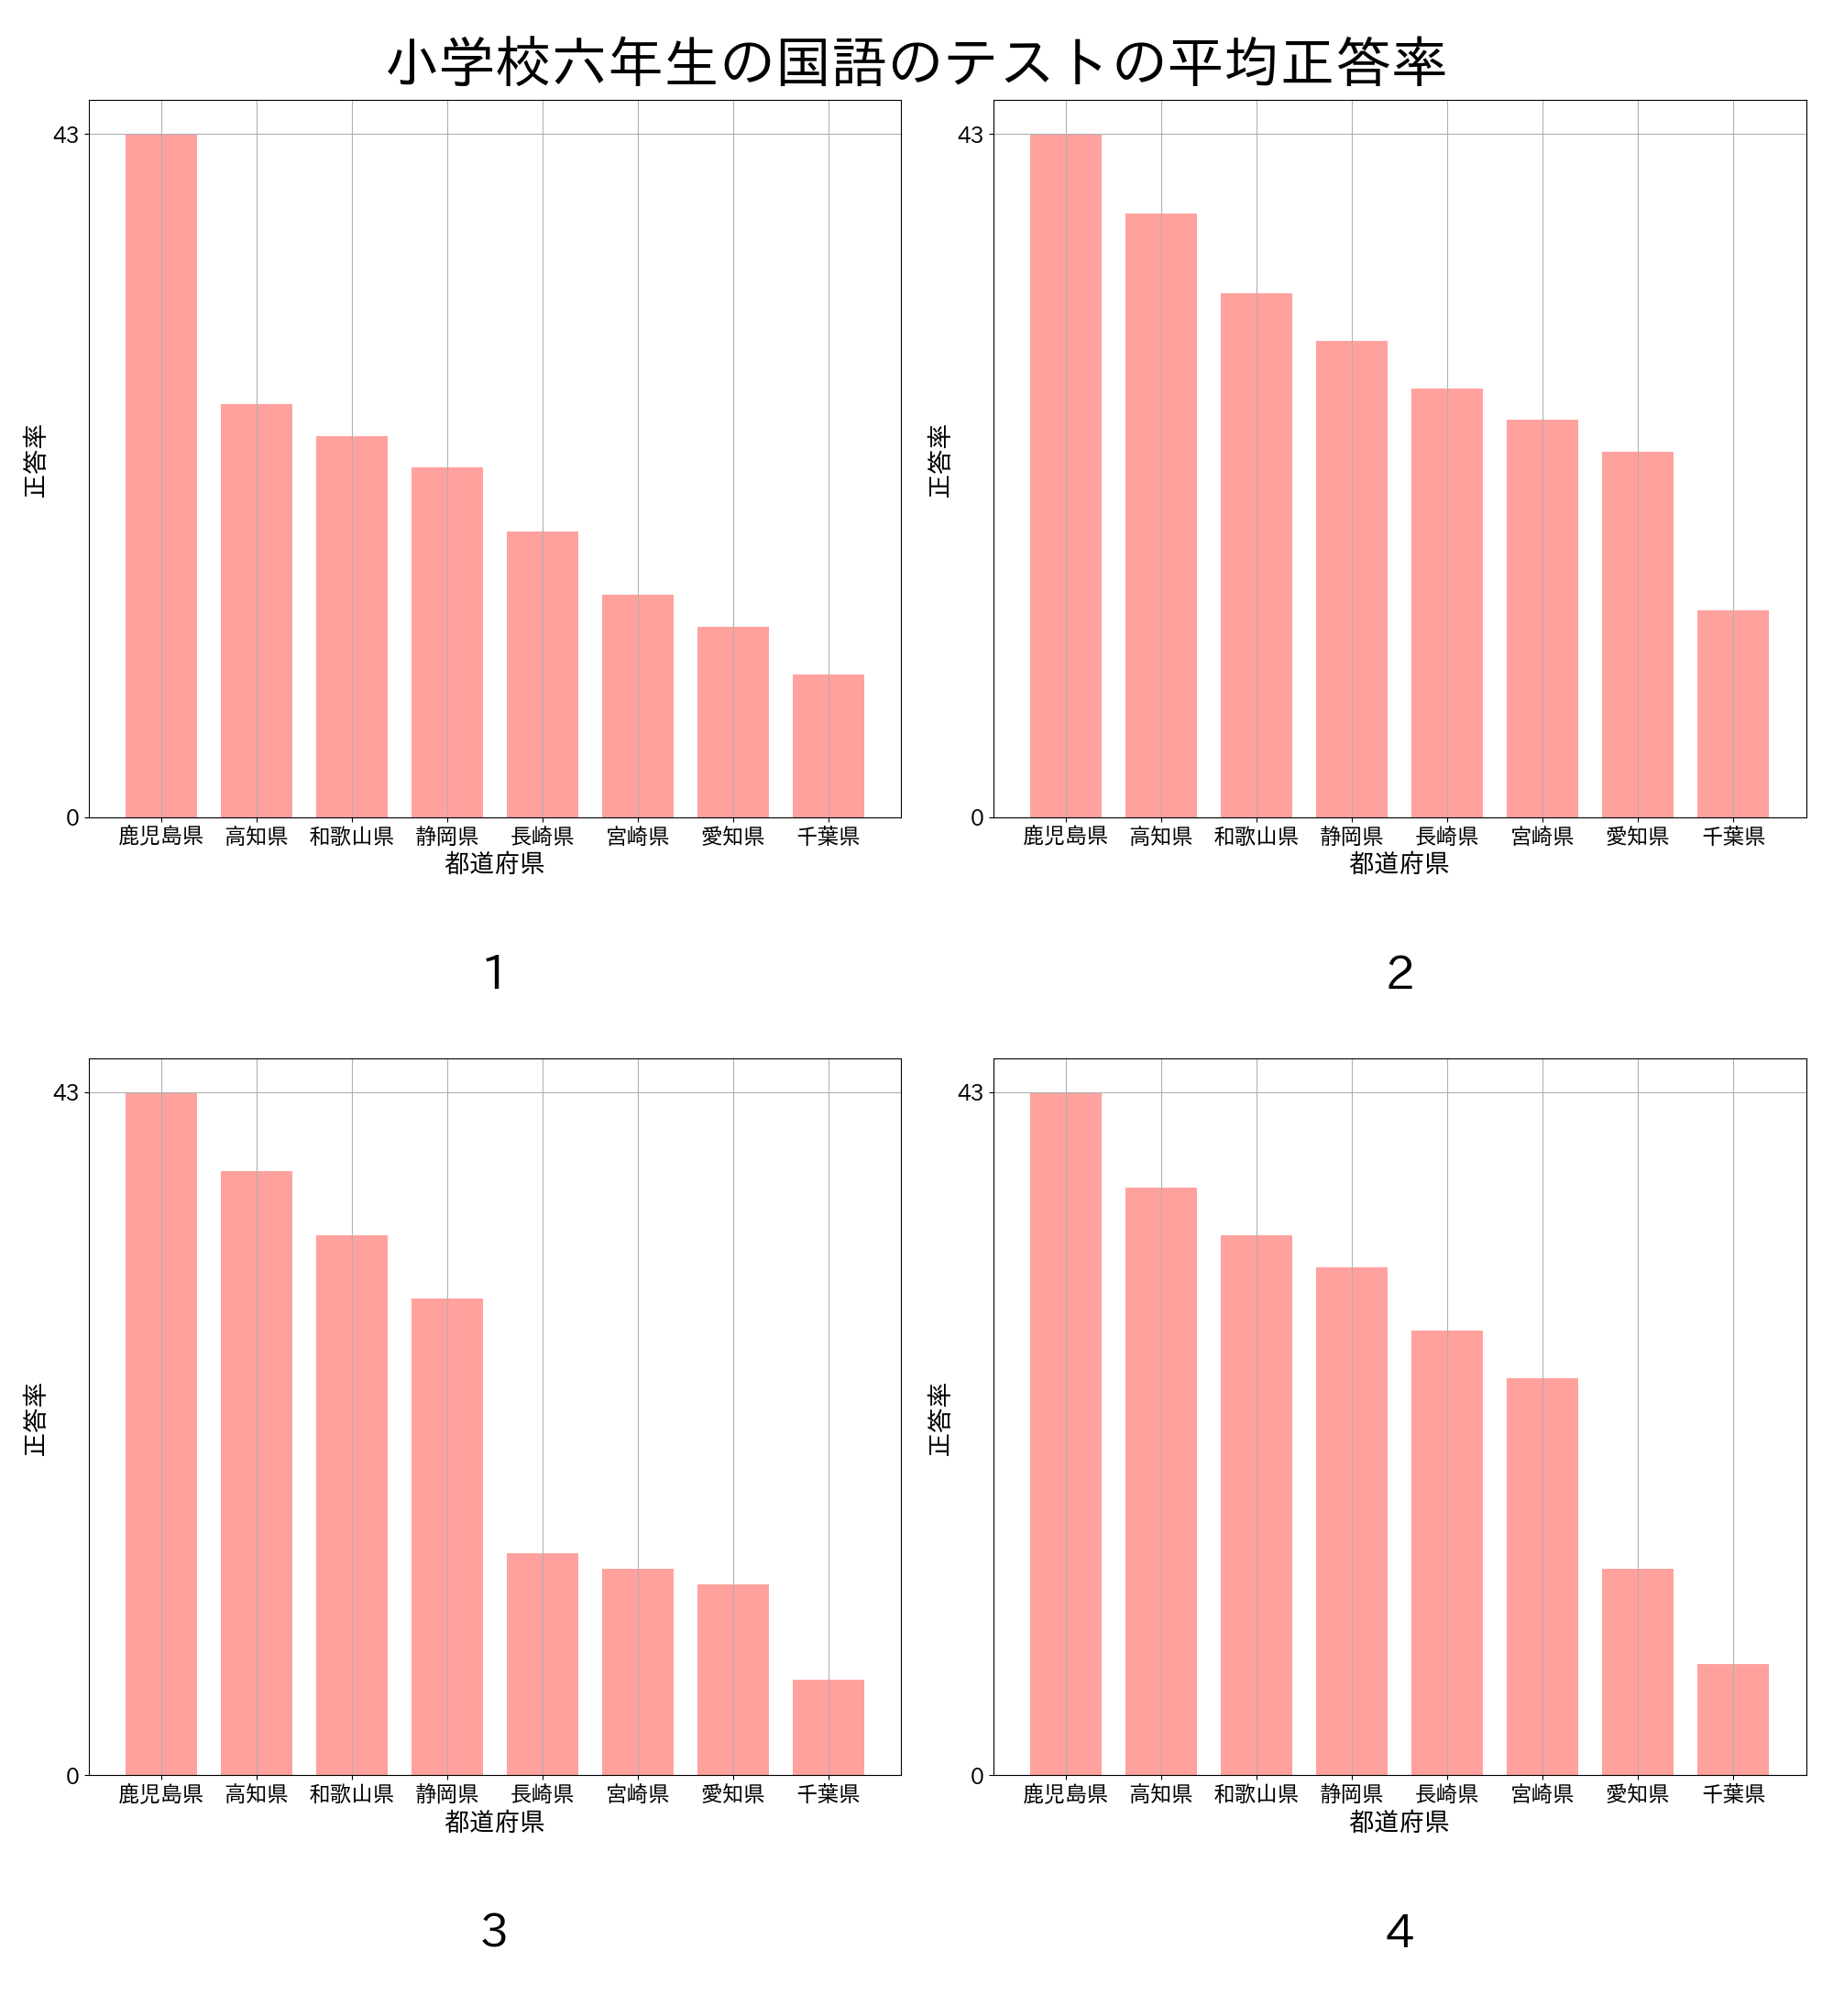 小学校六年生の国語のテストの平均正答率
43
正答率
0
鹿児島県 高知県 和歌山県 静岡県 長崎県 宮崎県 愛知県 千葉県
都道府県
1
43
正答率
0
鹿児島県 高知県 和歌山県 静岡県 長崎県 宮崎県 愛知県 千葉県
都道府県
2
43
正答率
0
鹿児島県 高知県 和歌山県 静岡県 長崎県 宮崎県 愛知県 千葉県
都道府県
3
43
正答率
0
鹿児島県 高知県 和歌山県 静岡県 長崎県 宮崎県 愛知県 千葉県
都道府県
4